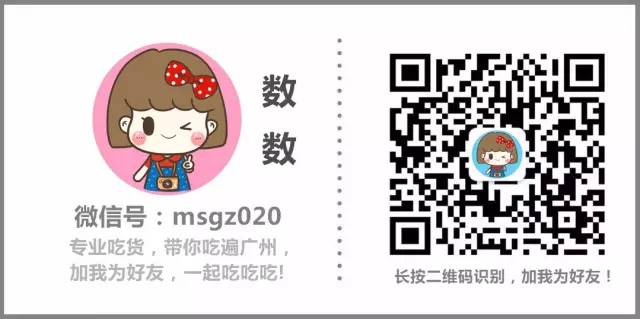 数
数
微信号：msgz020
专业吃货，带你吃遍广州，
加我为好友，一起吃吃吃!
长按二维码识别，加我为好友！